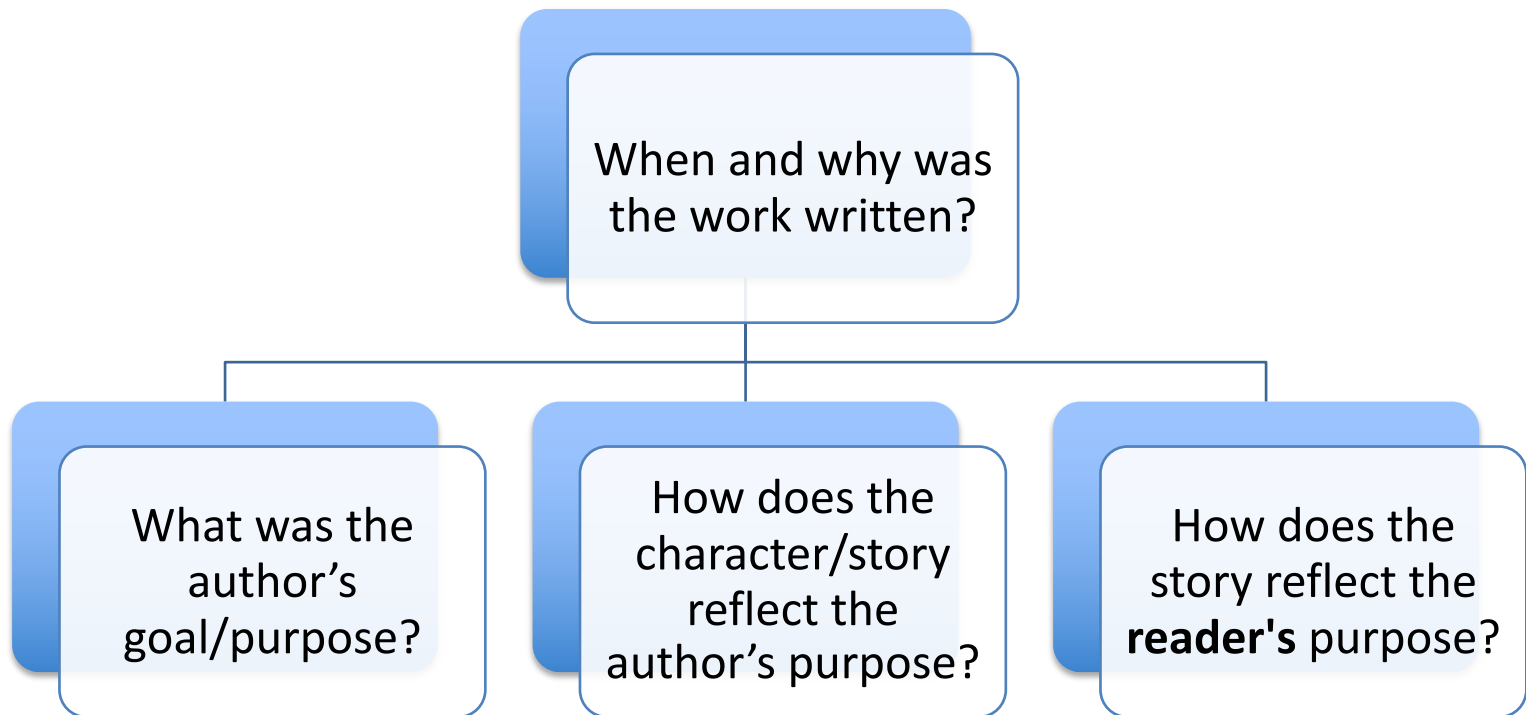 When and why was
the work written?
What was the
author’s
goal/purpose?
How does the
character/story
reflect the
author’s purpose?
How does the
story reflect the
reader's purpose?